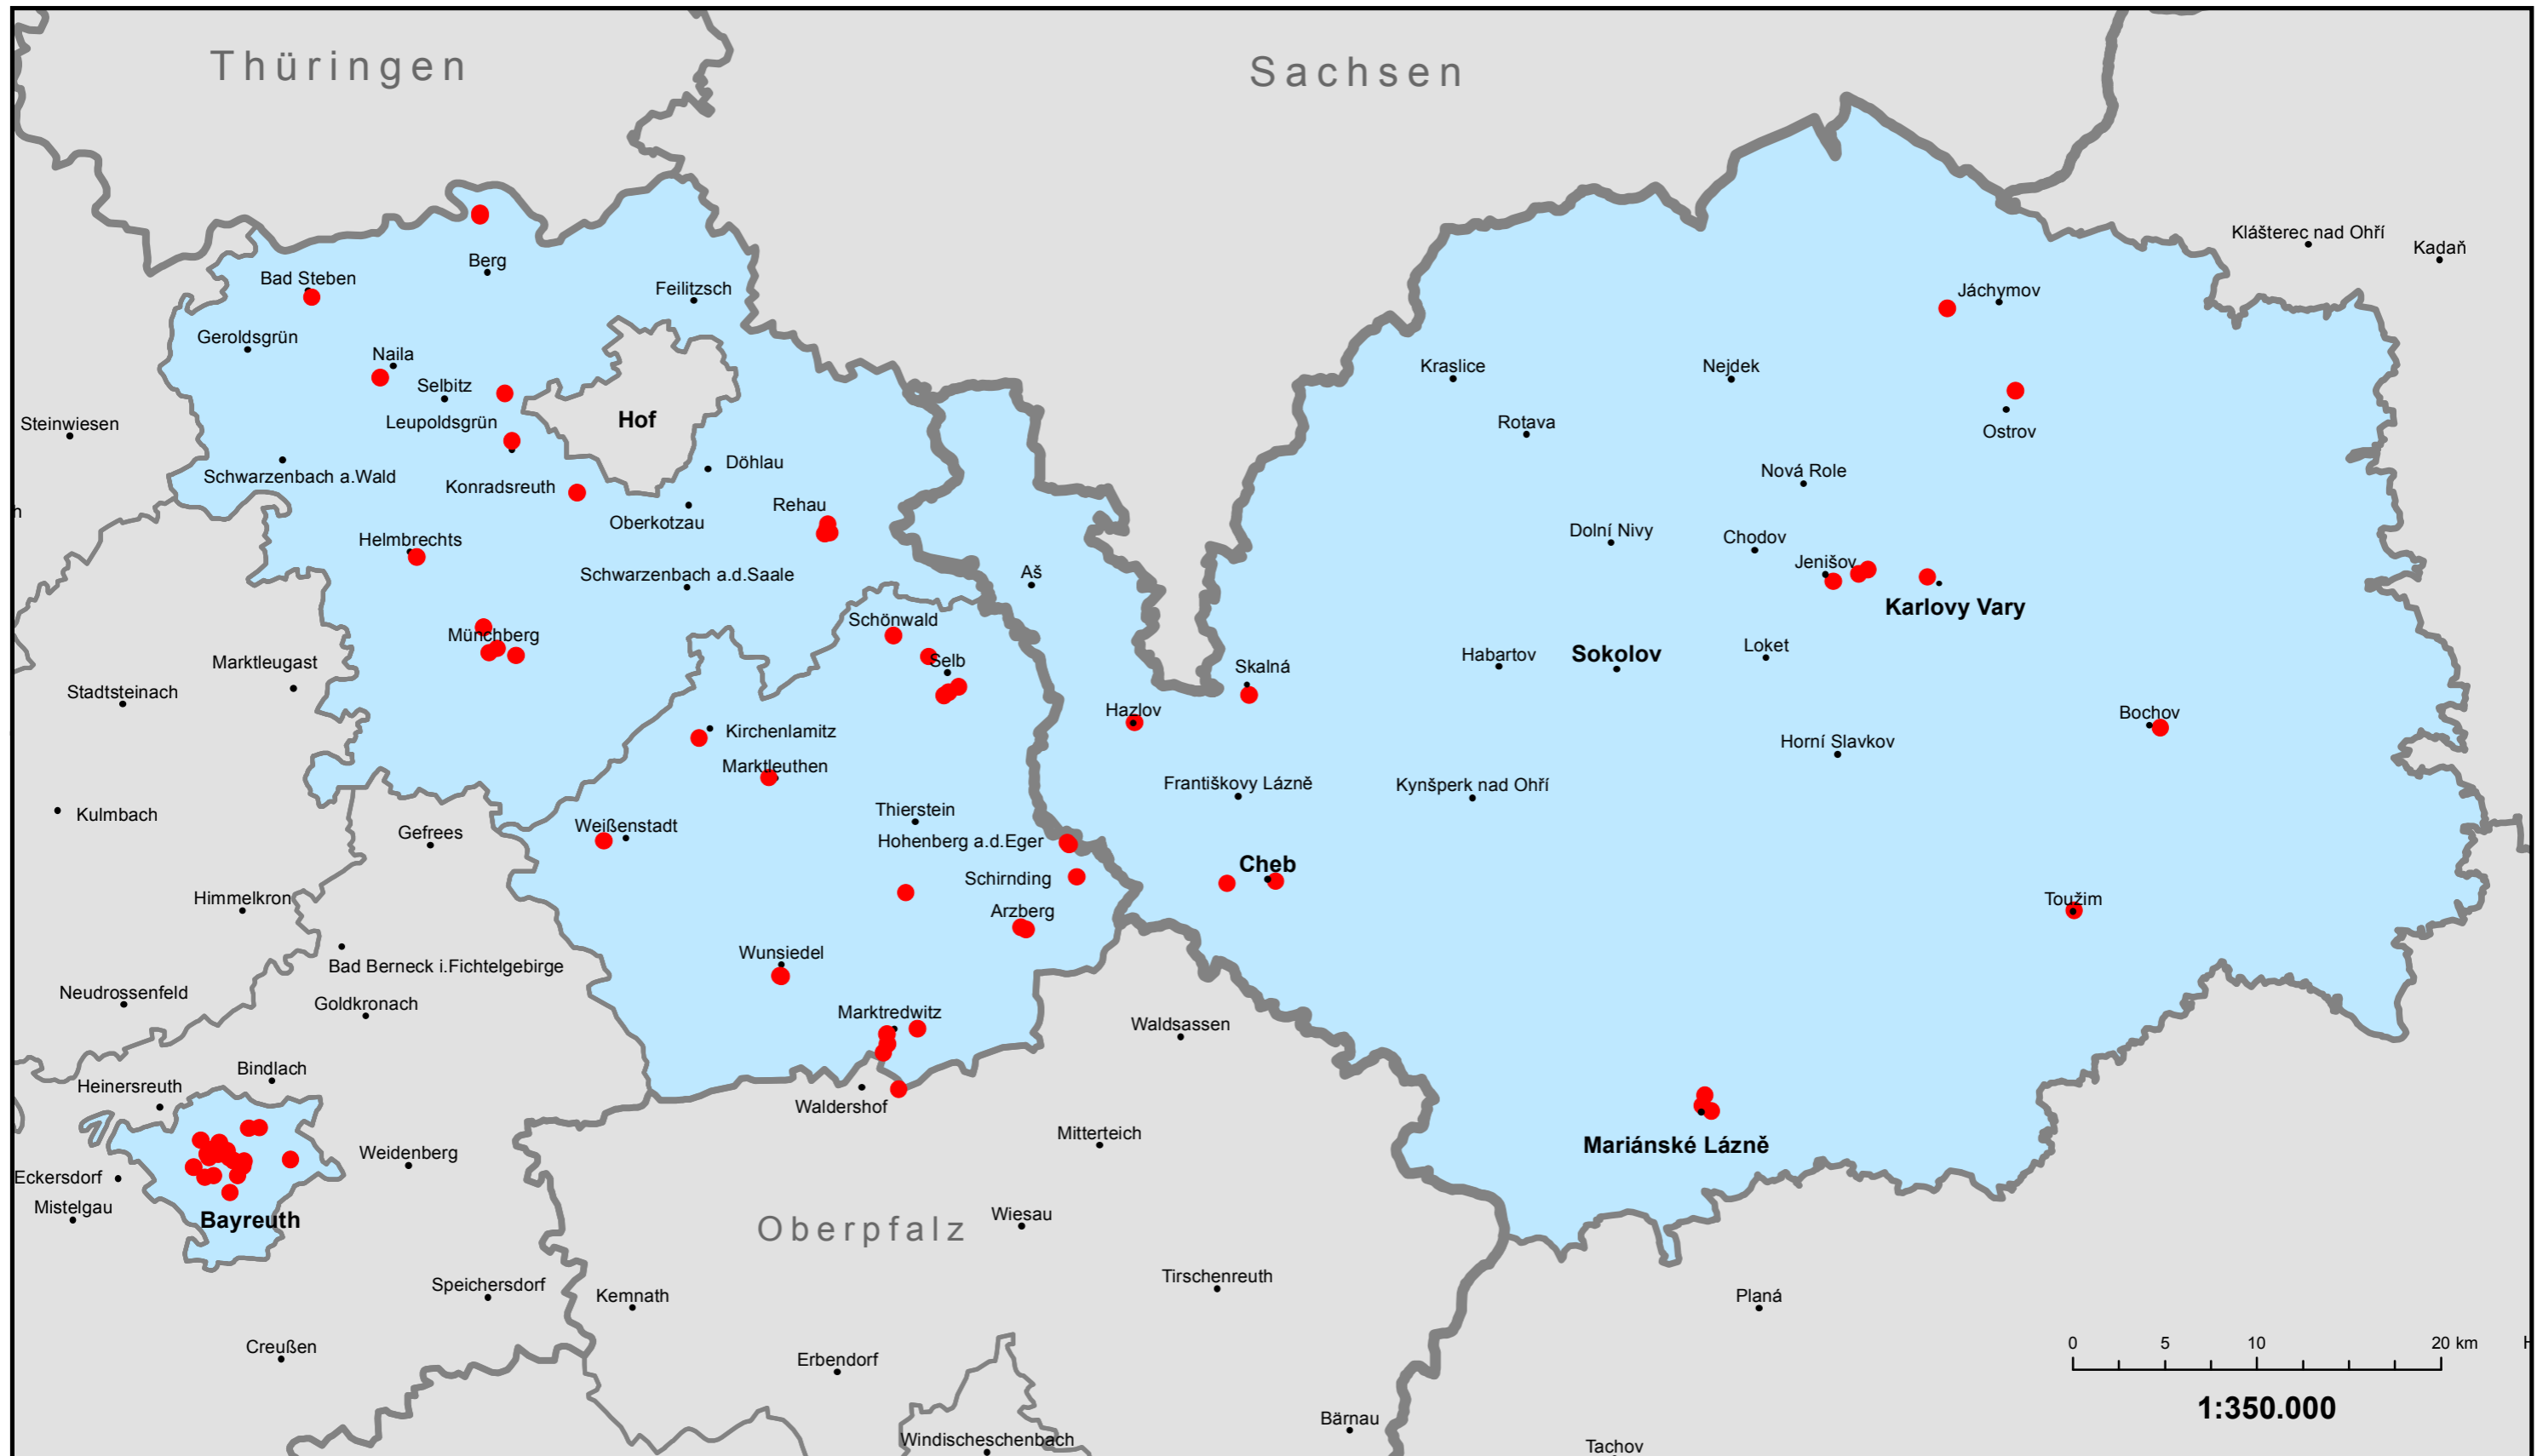 Thüringen
Sachsen
Klášterec nad Ohří
Kadaň
Berg
Bad Steben
Feilitzsch
Jáchymov
Geroldsgrün
Naila
Selbitz
Kraslice
Nejdek
Steinwiesen
Leupoldsgrün
Hof
Rotava
Ostrov
Schwarzenbach a.Wald
Döhlau
Nová Role
Konradsreuth
Rehau
h
Oberkotzau
Dolní Nivy
Chodov
Helmbrechts
Jenišov
Schwarzenbach a.d.Saale
Aš
Karlovy Vary
Schönwald
Münchberg
Loket
Marktleugast
Selb
Skalná
Habartov
Sokolov
Stadtsteinach
Hazlov
Bochov
Kirchenlamitz
Horní Slavkov
Marktleuthen
Františkovy Lázně
Kynšperk nad Ohří
Kulmbach
Gefrees
Weißenstadt
Thierstein
Hohenberg a.d.Eger
Cheb
Schirnding
Himmelkron
Arzberg
Toužim
Bad Berneck i.Fichtelgebirge
Wunsiedel
Neudrossenfeld
Goldkronach
Marktredwitz
Waldsassen
Bindlach
Heinersreuth
Waldershof
Mitterteich
Mariánské Lázně
Weidenberg
Eckersdorf
Mistelgau
Bayreuth
Oberpfalz
Wiesau
Speichersdorf
Kemnath
Tirschenreuth
Planá
Creußen
Erbendorf
0 5 10 20 km
1:350.000
Bärnau
Windischeschenbach
Tachov